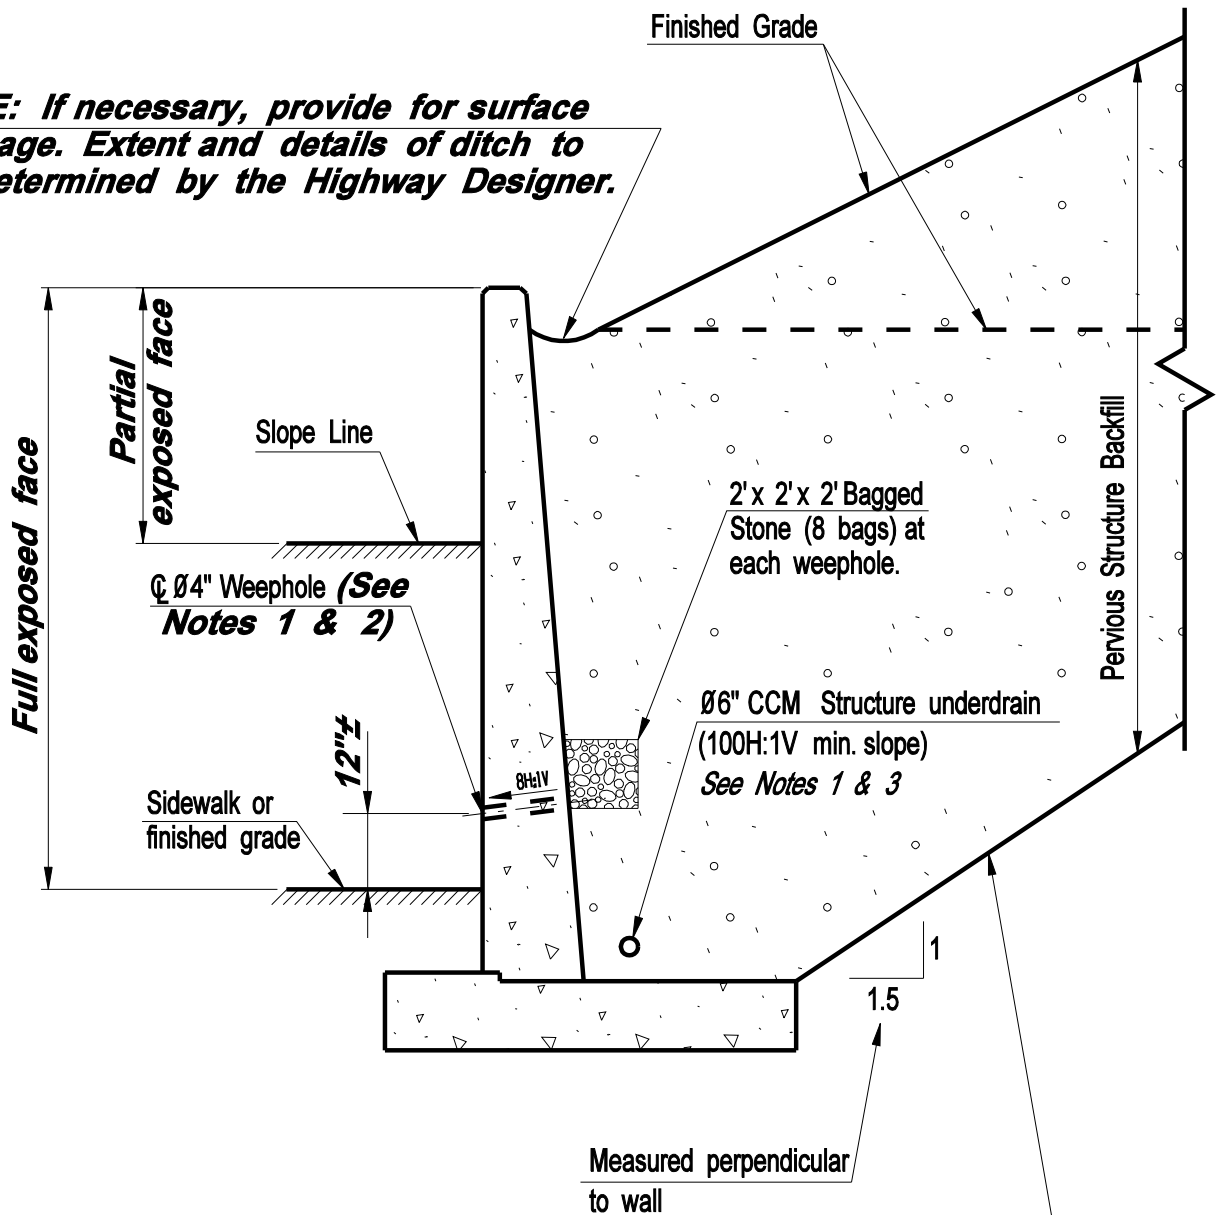 Finished Grade
E: If necessary, provide for surface
age. Extent and details of ditch to
etermined by the Highway Designer.
Partial
exposed face
Full exposed face
Slope Line
2' x 2' x 2' Bagged
Stone (8 bags) at
each weephole.
Pervious Structure Backfill
℄ Ø4" Weephole (See
Notes 1 & 2)
Ø6" CCM Structure underdrain
(100H:1V min. slope)
See Notes 1 & 3
12"±
8H:1V
Sidewalk or
finished grade
1
1.5
Measured perpendicular
to wall